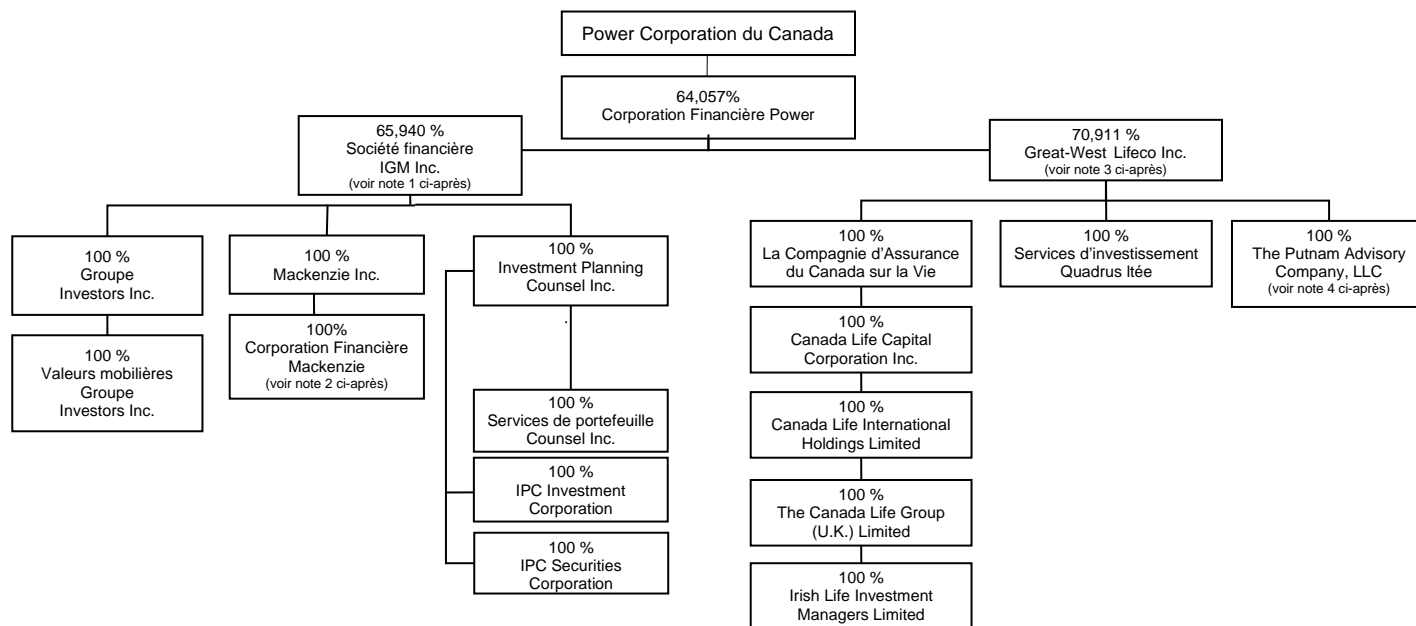 Power Corporation du Canada
64,057%
Corporation Financière Power
65,940 %
Société financière
IGM Inc.
(voir note 1 ci-après)
70,911 %
Great-West Lifeco Inc.
(voir note 3 ci-après)
100 %
Groupe
Investors Inc.
100 %
Mackenzie Inc.
100 %
Investment Planning
Counsel Inc.
100 %
La Compagnie d'Assurance
du Canada sur la Vie
100 %
Services d'investissement
Quadrus ltée
100 %
The Putnam Advisory
Company, LLC
(voir note 4 ci-après)
100 %
Valeurs mobilières
Groupe
Investors Inc.
100%
Corporation Financière
Mackenzie
(voir note 2 ci-après)
100 %
Services de portefeuille
Counsel Inc.
100 %
IPC Investment
Corporation
100 %
IPC Securities
Corporation
100 %
Canada Life Capital
Corporation Inc.
100 %
Canada Life International
Holdings Limited
100 %
The Canada Life Group
(U.K.) Limited
100 %
Irish Life Investment
Managers Limited